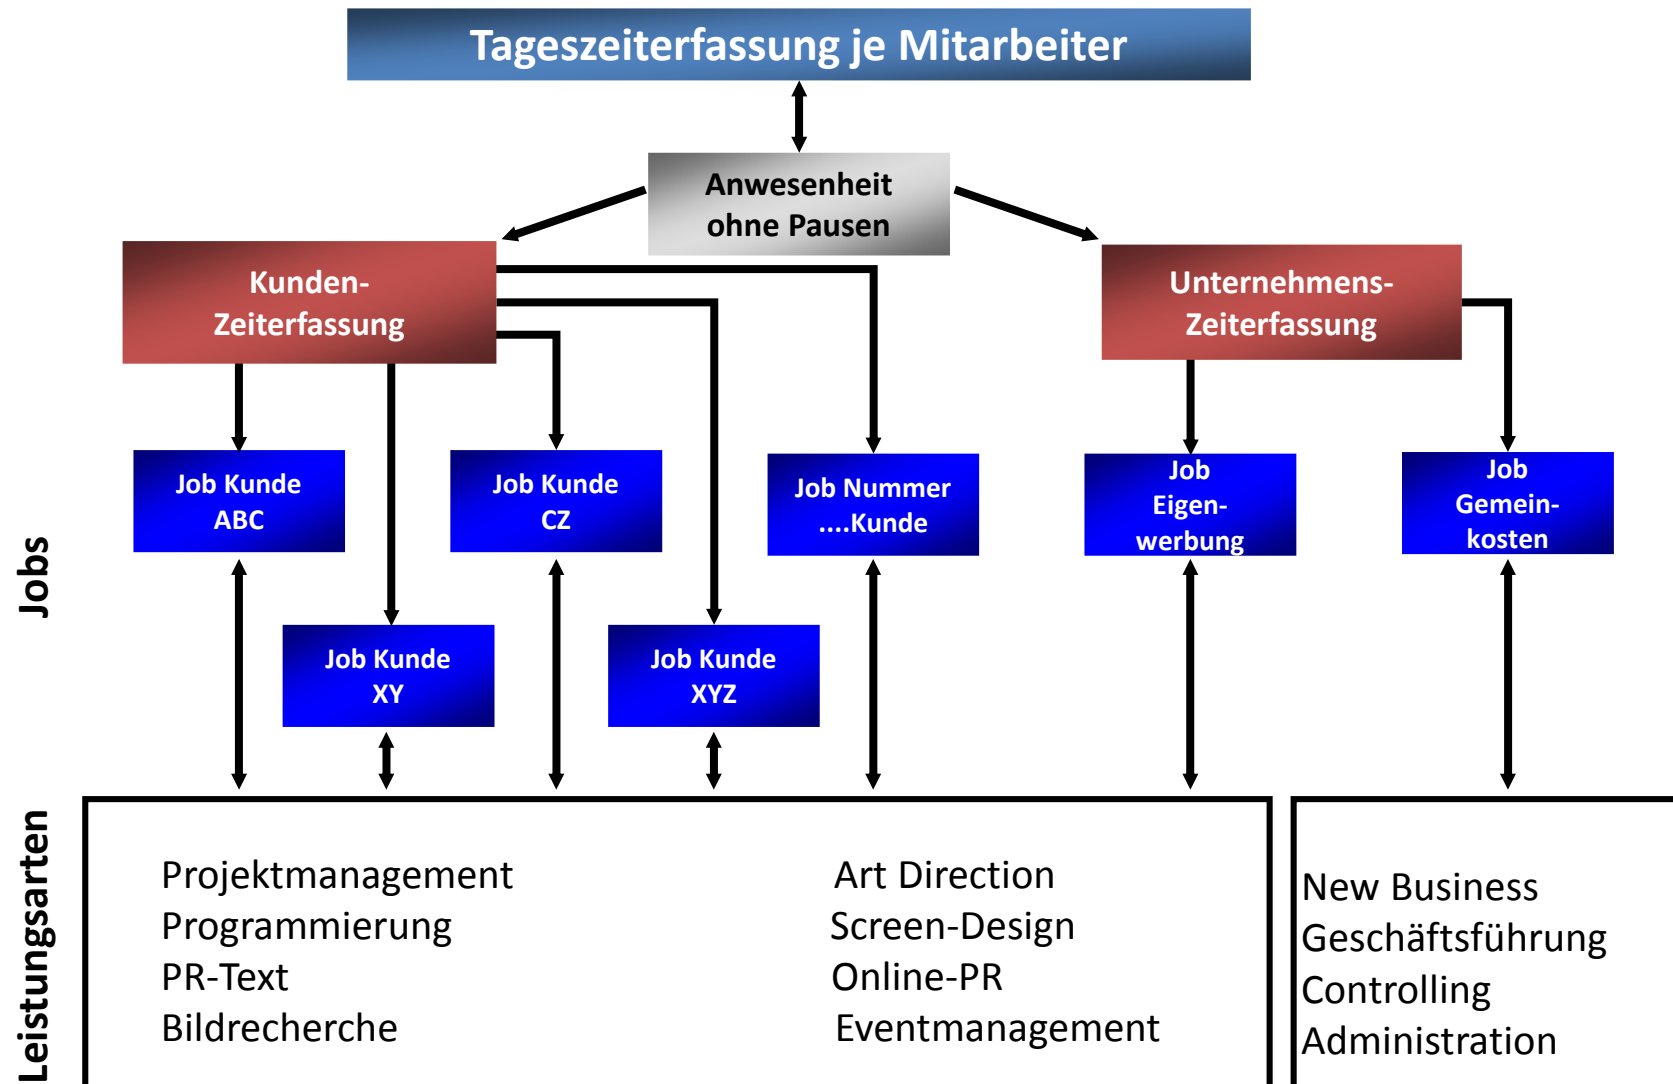 Tageszeiterfassung je Mitarbeiter
Anwesenheit
ohne Pausen
Kunden-
Zeiterfassung
Unternehmens-
Zeiterfassung
Jobs
Job Kunde
ABC
Job Kunde
CZ
Job Nummer
....Kunde
Job
Eigen-
werbung
Job
Gemein-
kosten
Job Kunde
XY
Job Kunde
XYZ
Leistungsarten
Projektmanagement
Programmierung
PR-Text
Bildrecherche
Art Direction
Screen-Design
Online-PR
Eventmanagement
New Business
Geschäftsführung
Controlling
Administration